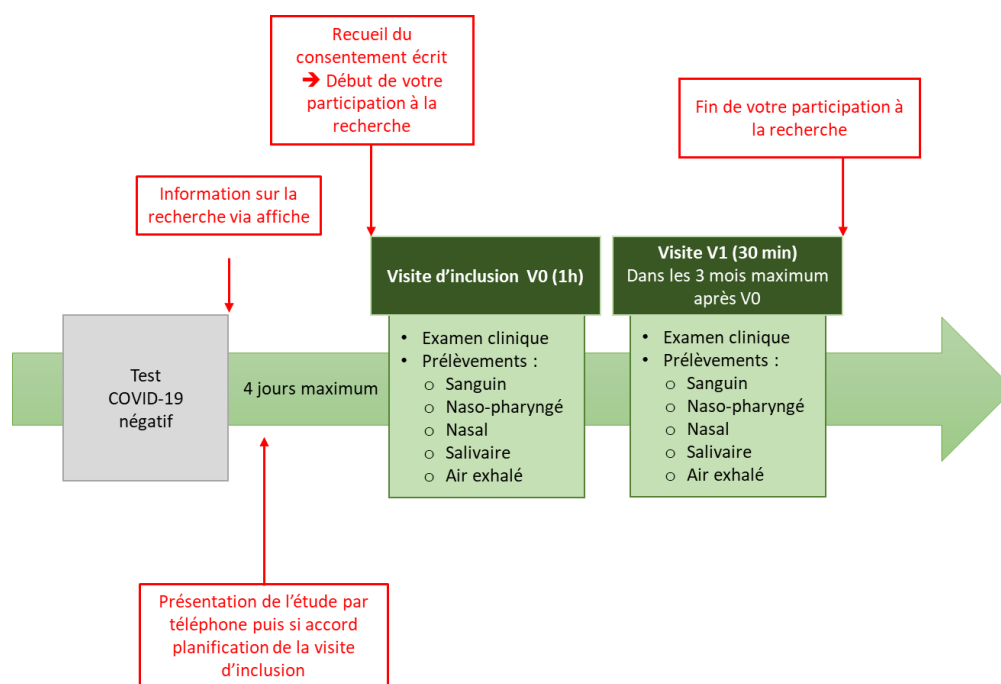 Recueil du
consentement écrit
➔ Début de votre
participation à la
recherche
Fin de votre participation à
la recherche
Information sur la
recherche via affiche
Visite d’inclusion V0 (1h)
Visite V1 (30 min)
Dans les 3 mois maximum
après V0
Test
COVID-19
négatif
4 jours maximum
• Examen clinique
• Prélèvements :
o Sanguin
o Naso-pharyngé
o Nasal
o Salivaire
o Air exhalé
• Examen clinique
• Prélèvements :
o Sanguin
o Naso-pharyngé
o Nasal
o Salivaire
o Air exhalé
Présentation de l’étude par
téléphone puis si accord
planification de la visite
d’inclusion